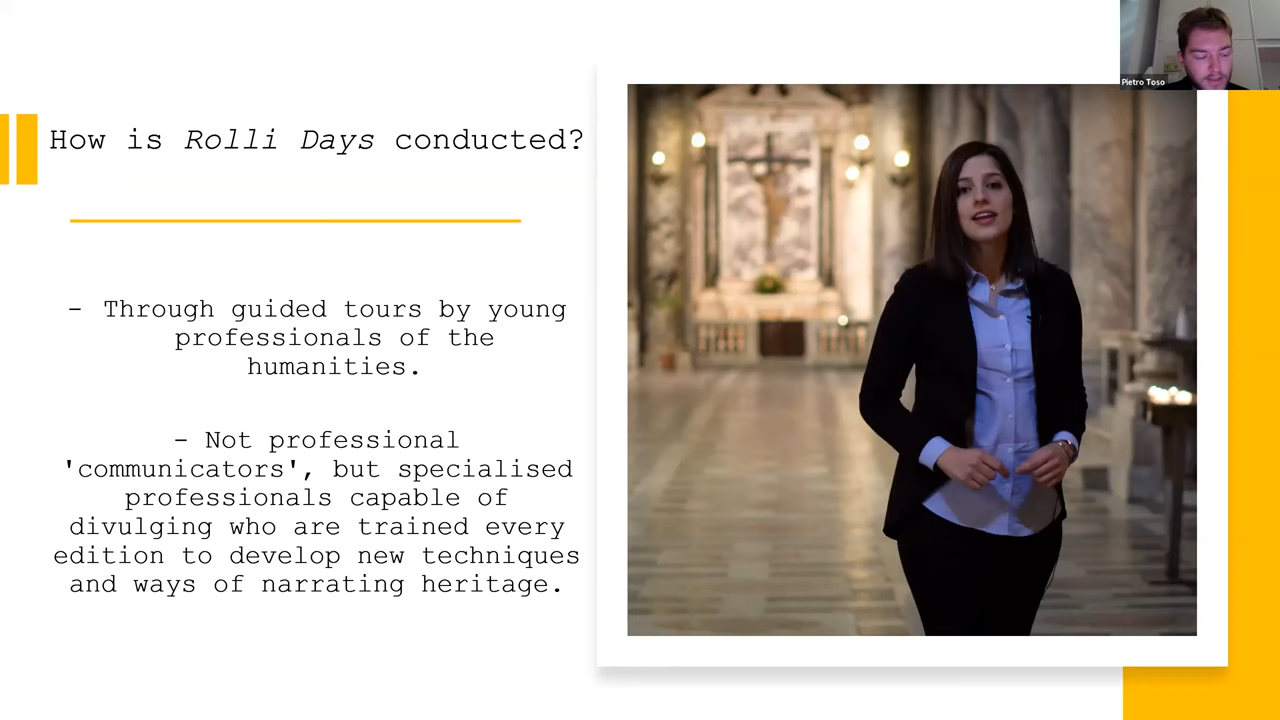 Pietro Toso
How is Rolli Days conducted?
- Through guided tours by young
professionals of the
humanities.
- Not professional
'communicators', but specialised
professionals capable of
divulging who are trained every
edition to develop new techniques
and ways of narrating heritage.